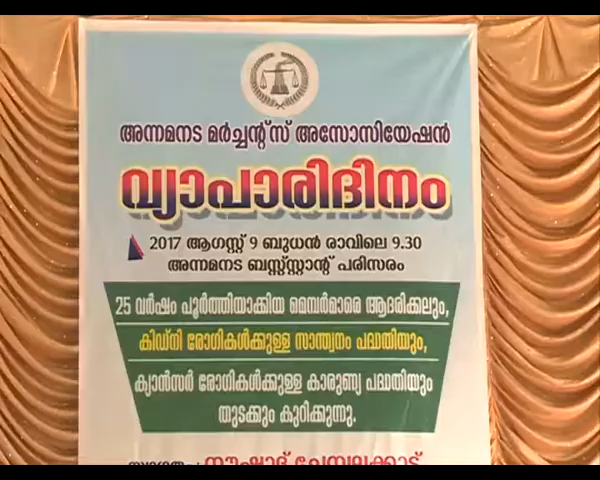 അന്നമനട മർച്ചന്റ്സ് അസോസിയേഷൻ
വ്യാപാരിദിനം
2017 ആഗസ്റ്റ് 9 ബുധൻ രാവിലെ 9.30
അന്നമനട ബസ്സ്സ്റ്റാന്റ് പരിസരം
25 വർഷം പൂർത്തിയാക്കിയ മെമ്പർമാരെ ആദരിക്കലും,
കിഡ്നി രോഗികൾക്കുള്ള സാന്ത്വനം പദ്ധതിയും,
ക്യാൻസർ രോഗികൾക്കുള്ള കാരുണ്യ പദ്ധതിയും
തുടക്കം കുറിക്കുന്നു.